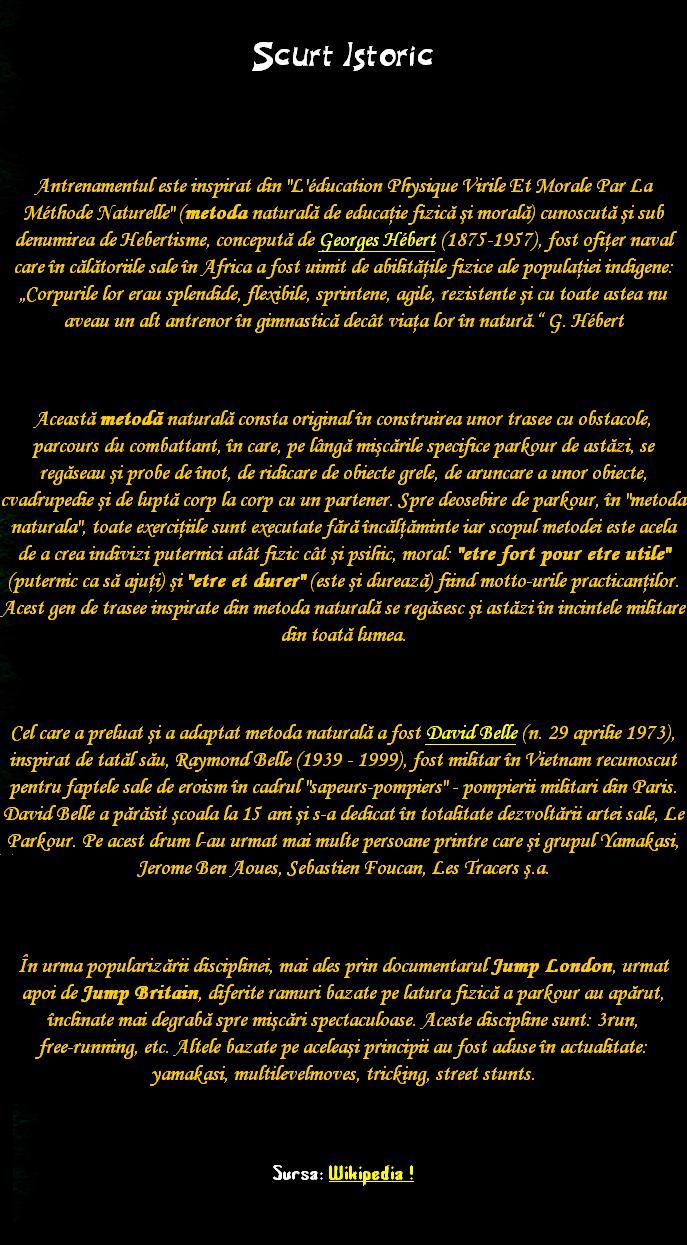 Scurt Istoric
Antrenamentul este inspirat din "L'éducation Physique Virile Et Morale Par La
Méthode Naturelle" (metoda naturală de educație fizică și morală) cunoscută și sub
denumirea de Hebertisme, concepută de Georges Hébert (1875-1957), fost ofițer naval
care în călătoriile sale în Africa a fost uimit de abilitățile fizice ale populației indigene:
„Corpurile lor erau splendide, flexibile, sprintene, agile, rezistente și cu toate astea nu
aveau un alt antrenor în gimnastică decât viața lor în natură.“ G. Hébert
Această metodă naturală consta original în construirea unor trasee cu obstacole,
parcours du combattant, în care, pe lângă mișcările specifice parkour de astăzi, se
regăseau și probe de înot, de ridicare de obiecte grele, de aruncare a unor obiecte,
cvadrupedie și de luptă corp la corp cu un partener. Spre deosebire de parkour, în "metoda
naturala", toate exercițiile sunt executate fără încălțăminte iar scopul metodei este acela
de a crea indivizi puternici atât fizic cât și psihic, moral: "etre fort pour etre utile"
(puternic ca să ajuți) și "etre et durer" (este și durează) fiind motto-urile practicanților.
Acest gen de trasee inspirate din metoda naturală se regăsesc și astăzi în incintele militare
din toată lumea.
Cel care a preluat și a adaptat metoda naturală a fost David Belle (n. 29 aprilie 1973),
inspirat de tatăl său, Raymond Belle (1939 - 1999), fost militar în Vietnam recunoscut
pentru faptele sale de eroism în cadrul "sapeurs-pompiers" - pompierii militari din Paris.
David Belle a părăsit școala la 15 ani și s-a dedicat în totalitate dezvoltării artei sale, Le
Parkour. Pe acest drum l-au urmat mai multe persoane printre care și grupul Yamakasi,
Jerome Ben Aoues, Sebastien Foucan, Les Tracers ș.a.
În urma popularizării disciplinei, mai ales prin documentarul Jump London, urmat
apoi de Jump Britain, diferite ramuri bazate pe latura fizică a parkour au apărut,
înclinate mai degrabă spre mișcări spectaculoase. Aceste discipline sunt: 3run,
free-running, etc. Altele bazate pe aceleași principii au fost aduse în actualitate:
yamakasi, multilevelmoves, tricking, street stunts.
Sursa: Wikipedia !